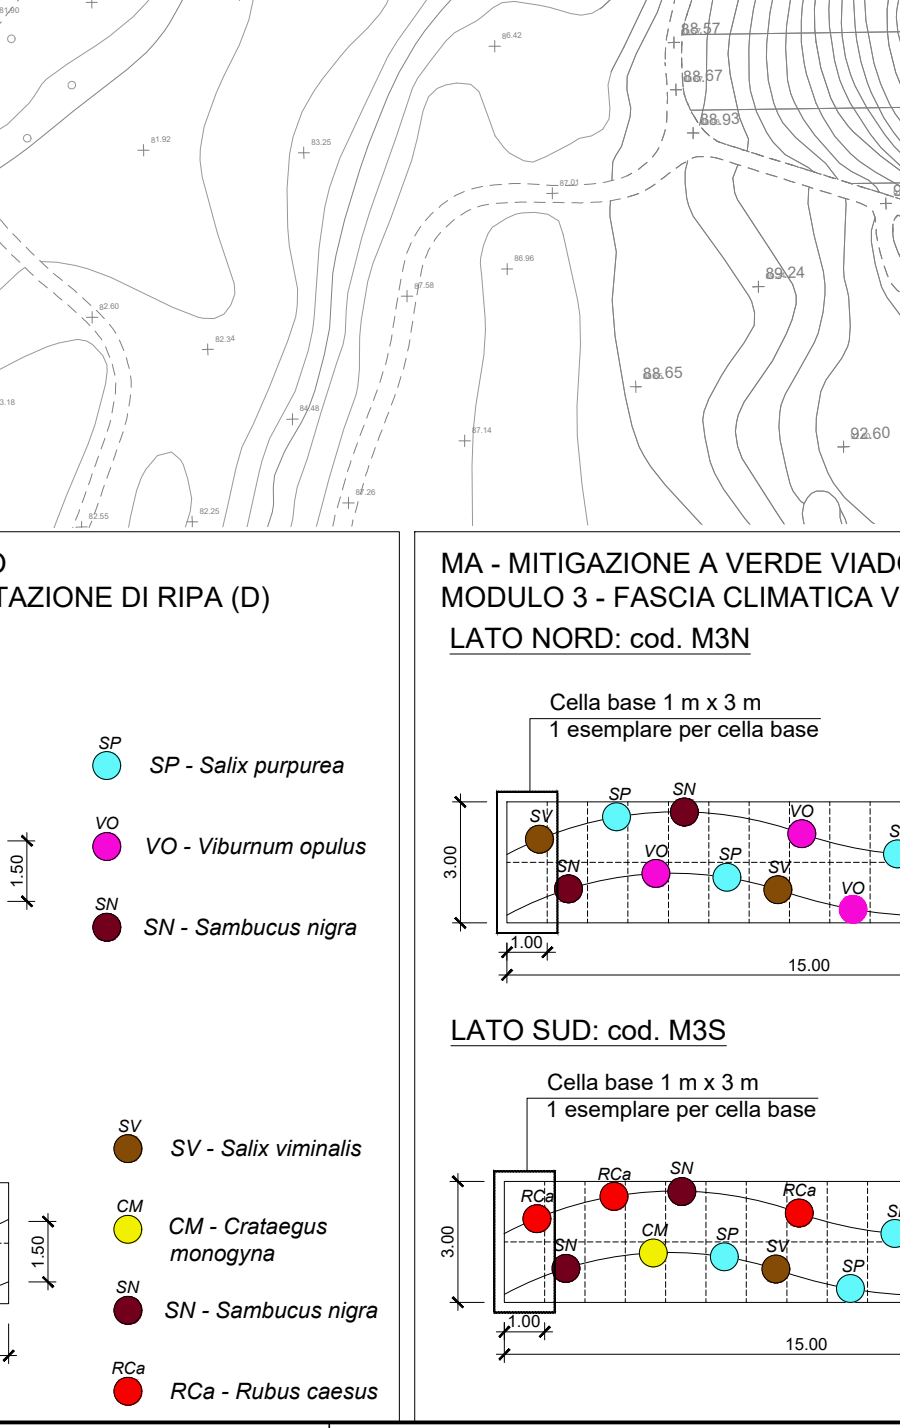 81.90
86.42
88.57
88.67
88.93
81.92
83.25
87.01
86.96
89.24
87.58
82.60
82.34
88.65
3.18
84.48
87.14
92.60
87.26
82.55
82.25
TAZIONE DI RIPA (D)
SP
SP - Salix purpurea
VO
VO - Viburnum opulus
1.50
SN
SN - Sambucus nigra
SV
SV - Salix viminalis
CM
CM - Crataegus
monogyna
1.50
SN
SN - Sambucus nigra
RCa
RCa - Rubus caesus
MA - MITIGAZIONE A VERDE VIAD
MODULO 3 - FASCIA CLIMATICA V
LATO NORD: cod. M3N
Cella base 1 m x 3 m
1 esemplare per cella base
SV SP SN VO S
SN VO SP SV VO
3.00
1.00
15.00
LATO SUD: cod. M3S
Cella base 1 m x 3 m
1 esemplare per cella base
RCa RCa SN RCa S
SN CM SP SV SP
3.00
1.00
15.00